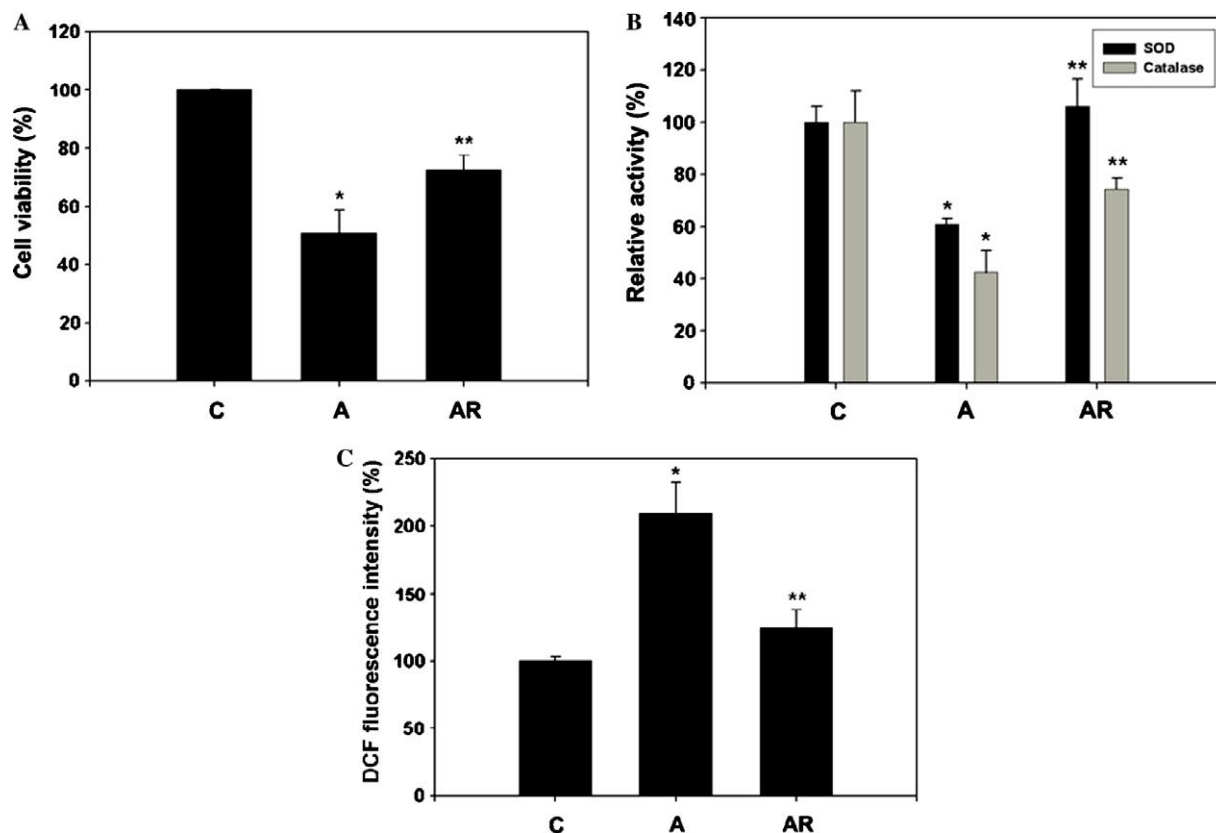 A
Cell viability (%)
120
100
80
60
40
20
0
*
**
C A AR
B
Relative activity (%)
140
120
100
80
60
40
20
0
SOD
Catalase
*
*
**
**
C A AR
C
DCF fluorescence intensity (%)
250
200
150
100
50
0
*
**
C A AR